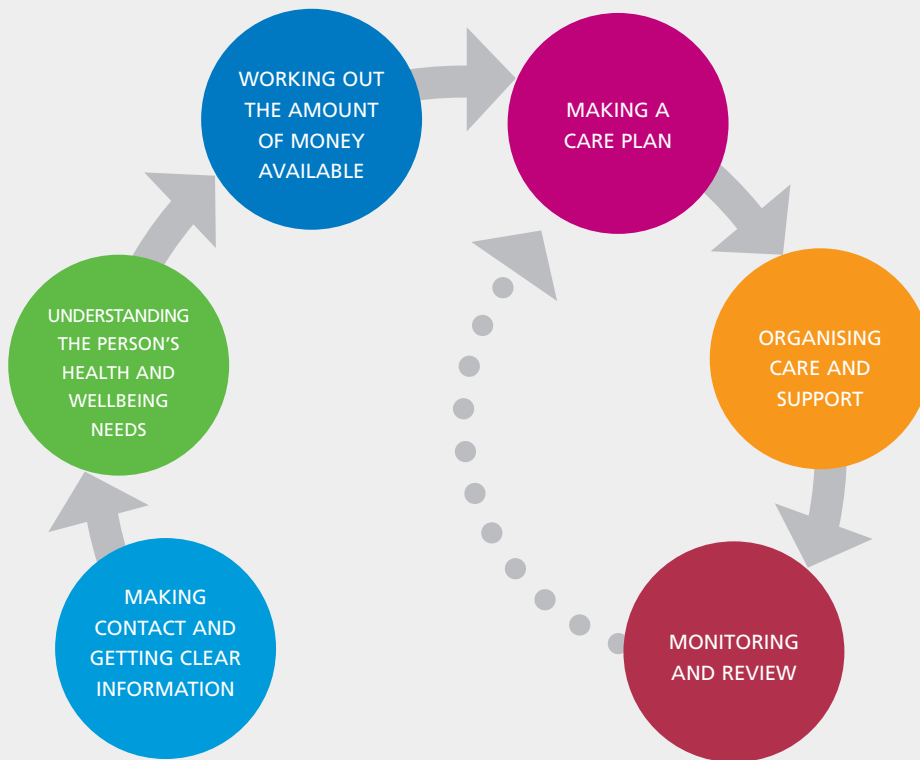 MAKING
CONTACT AND
GETTING CLEAR
INFORMATION
UNDERSTANDING
THE PERSON'S
HEALTH AND
WELLBEING
NEEDS
WORKING OUT
THE AMOUNT
OF MONEY
AVAILABLE
MAKING A
CARE PLAN
ORGANISING
CARE AND
SUPPORT
MONITORING
AND REVIEW